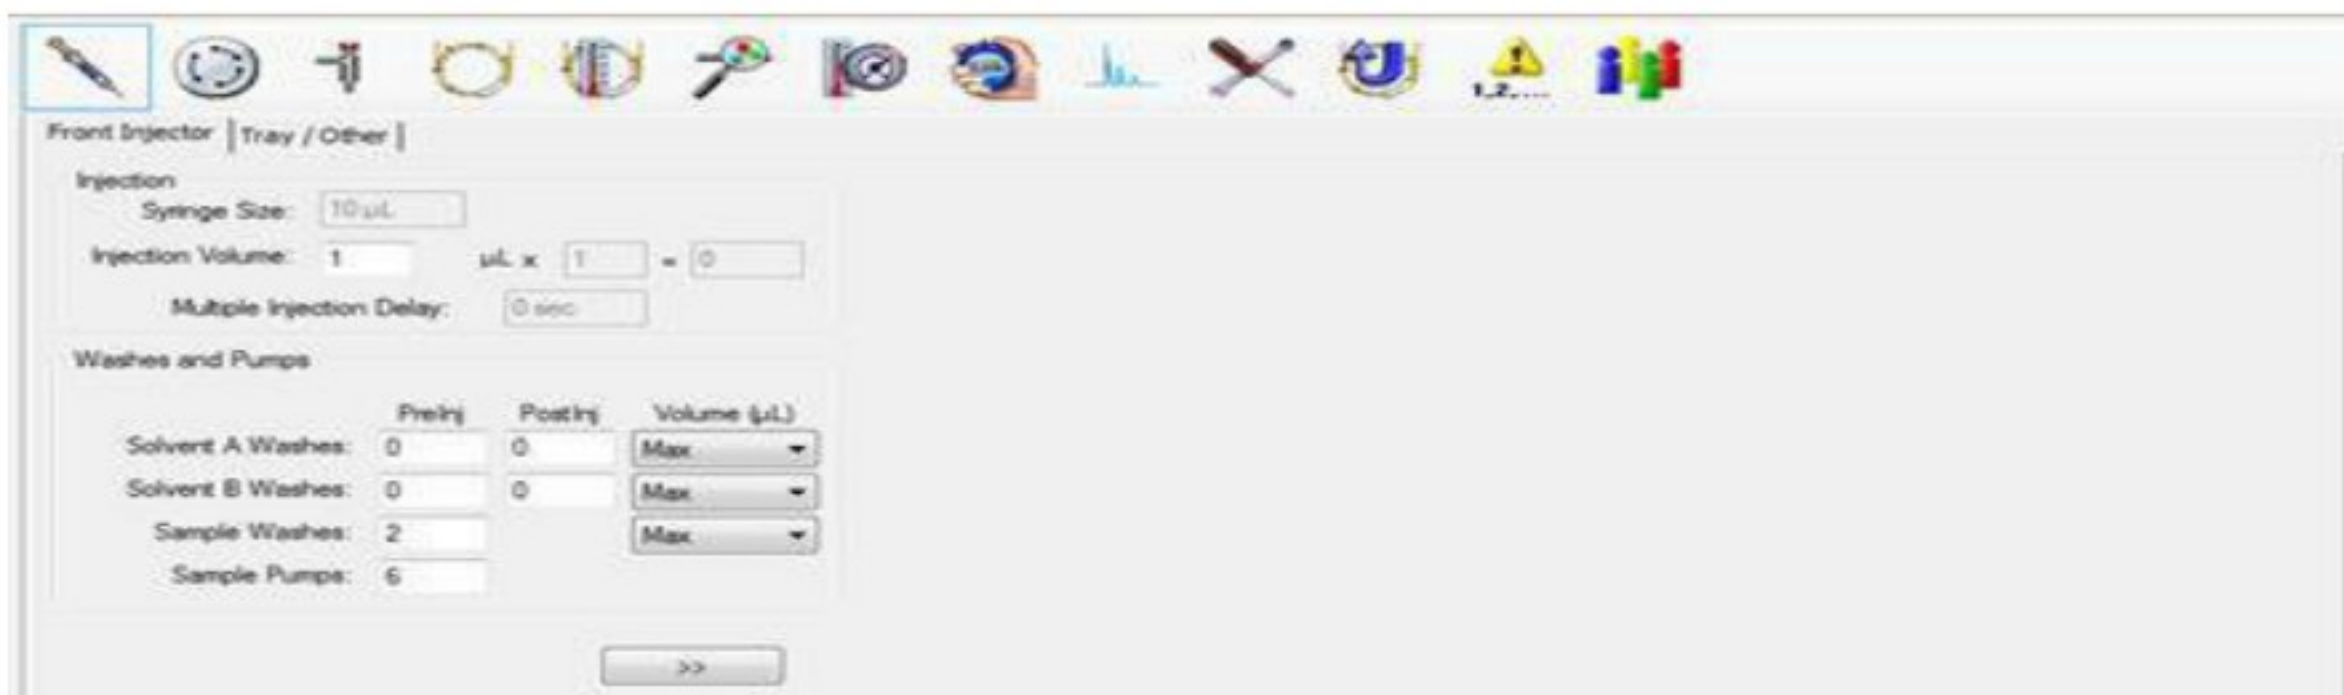 1,2,...
Front Injector Tray / Other
Injection
Syringe Size: 10 µL
Injection Volume: 1 µL x 1 = 0
Multiple Injection Delay: 0 sec
Washes and Pumps
PreInj PostInj Volume (µL)
Solvent A Washes: 0 0 Max
Solvent B Washes: 0 0 Max
Sample Washes: 2 Max
Sample Pumps: 6
>>